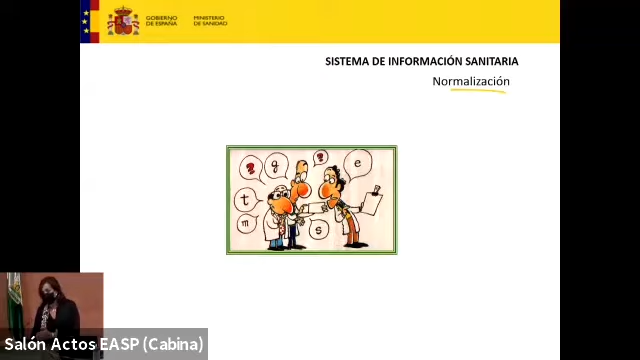 GOBIERNO
DE ESPAÑA
MINISTERIO
DE SANIDAD
SISTEMA DE INFORMACIÓN SANITARIA
Normalización
? g ? e
t
m s
Salón Actos EASP (Cabina)